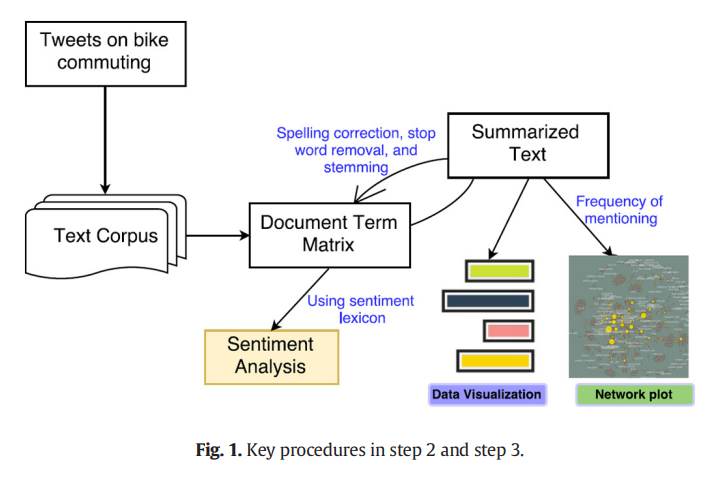 Tweets on bike
commuting
Spelling correction, stop
word removal, and
stemming
Summarized
Text
Frequency of
mentioning
Text Corpus
Document Term
Matrix
Using sentiment
lexicon
Sentiment
Analysis
Data Visualization
Network plot
Fig. 1. Key procedures in step 2 and step 3.